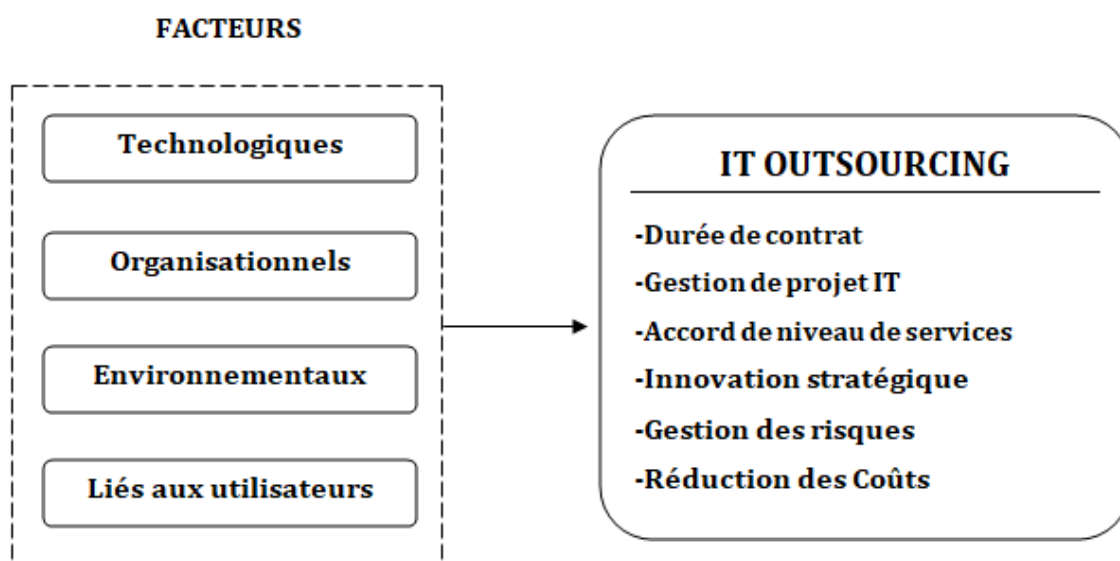 FACTEURS
Technologiques
Organisationnels
Environnementaux
Liés aux utilisateurs
IT OUTSOURCING
-Durée de contrat
-Gestion de projet IT
-Accord de niveau de services
-Innovation stratégique
-Gestion des risques
-Réduction des Coûts